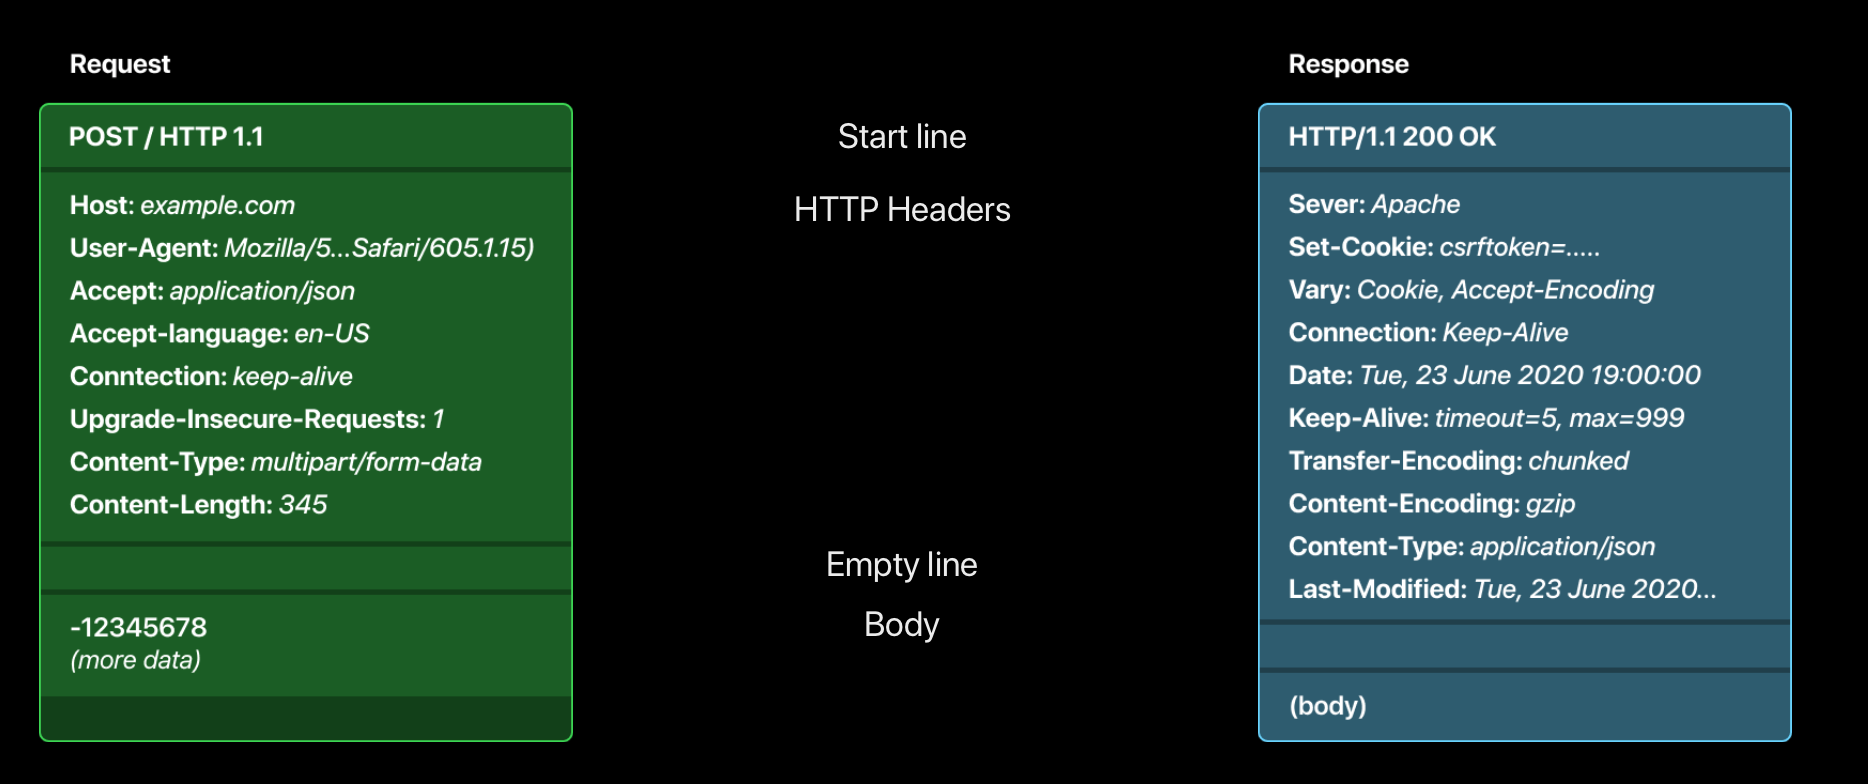 Request
POST / HTTP 1.1
Host: example.com
User-Agent: Mozilla/5...Safari/605.1.15)
Accept: application/json
Accept-language: en-US
Conntection: keep-alive
Upgrade-Insecure-Requests: 1
Content-Type: multipart/form-data
Content-Length: 345
-12345678
(more data)
Start line
HTTP Headers
Empty line
Body
Response
HTTP/1.1 200 OK
Sever: Apache
Set-Cookie: csrftoken=.....
Vary: Cookie, Accept-Encoding
Connection: Keep-Alive
Date: Tue, 23 June 2020 19:00:00
Keep-Alive: timeout=5, max=999
Transfer-Encoding: chunked
Content-Encoding: gzip
Content-Type: application/json
Last-Modified: Tue, 23 June 2020...
(body)